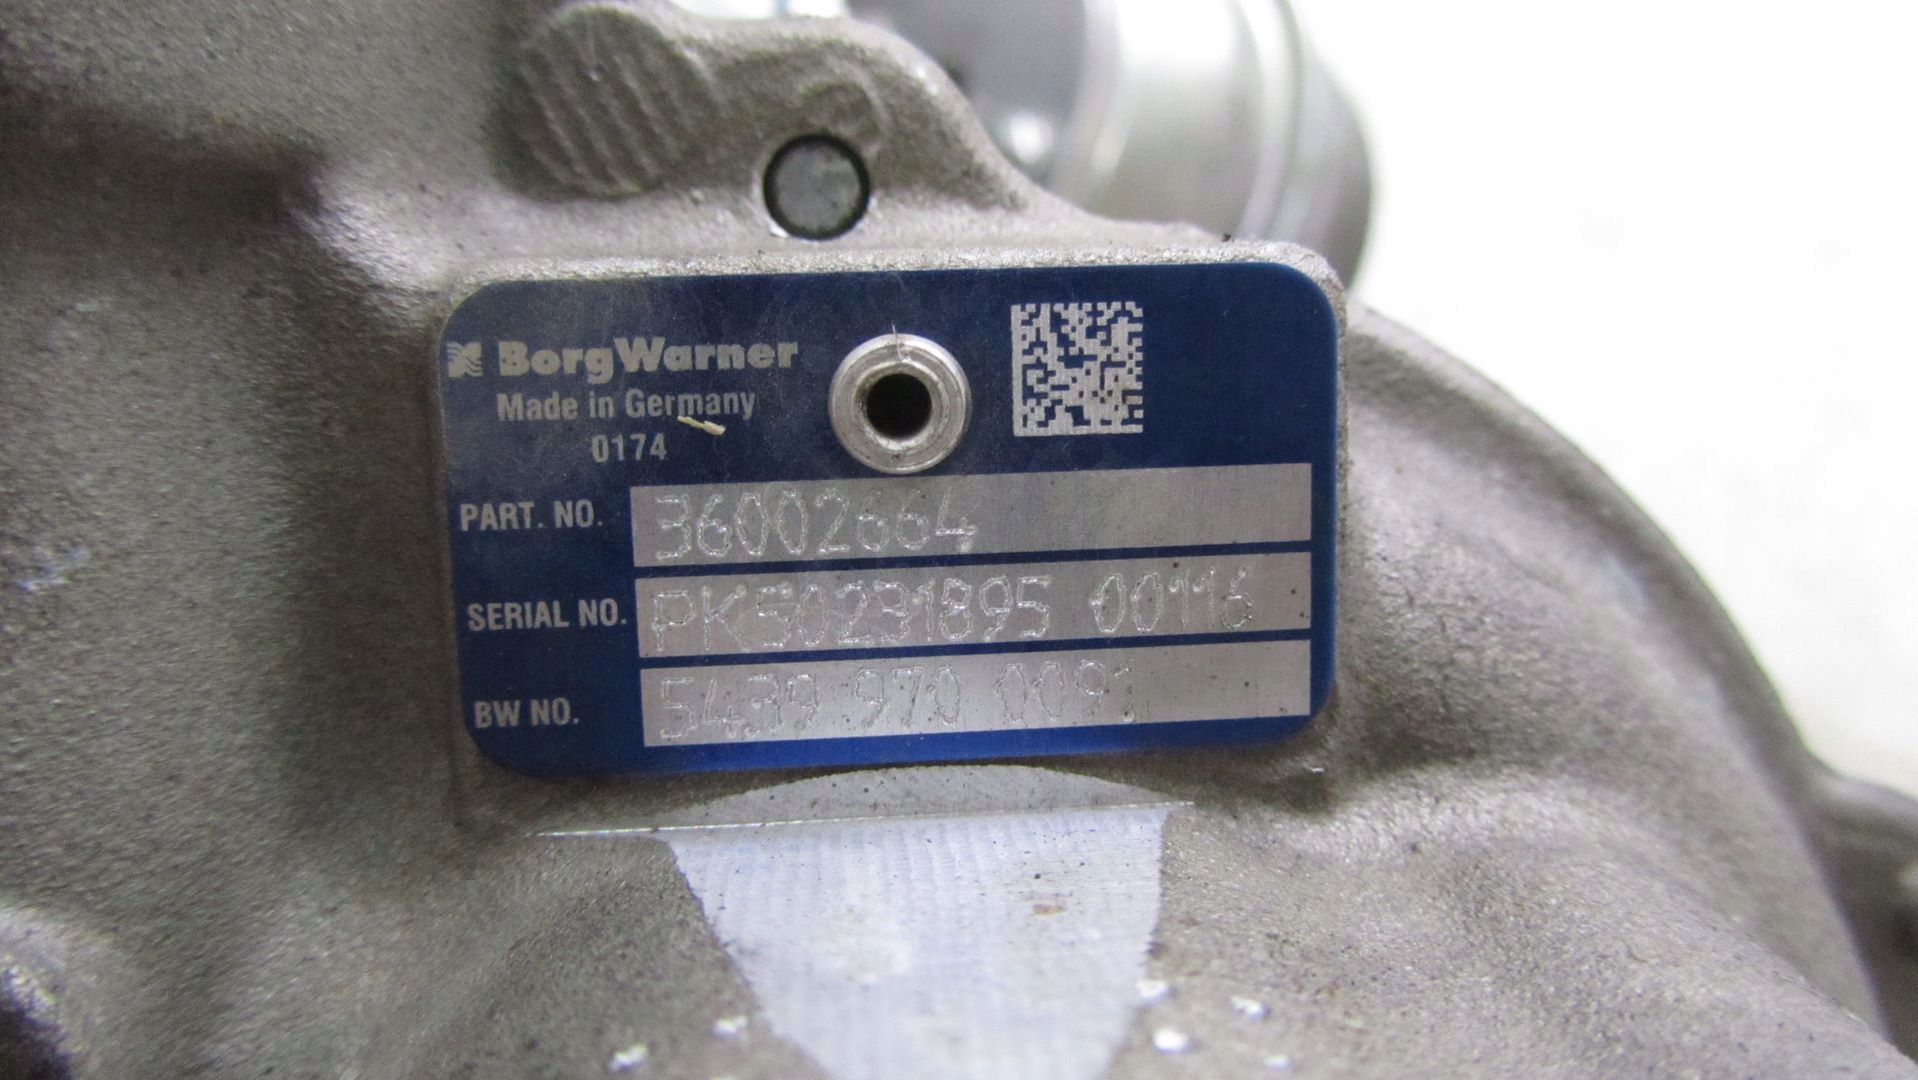 BorgWarner
Made in Germany
0174
PART. NO. 36002664
SERIAL NO. PK50231895 00116
BW NO. 5439 970 0091